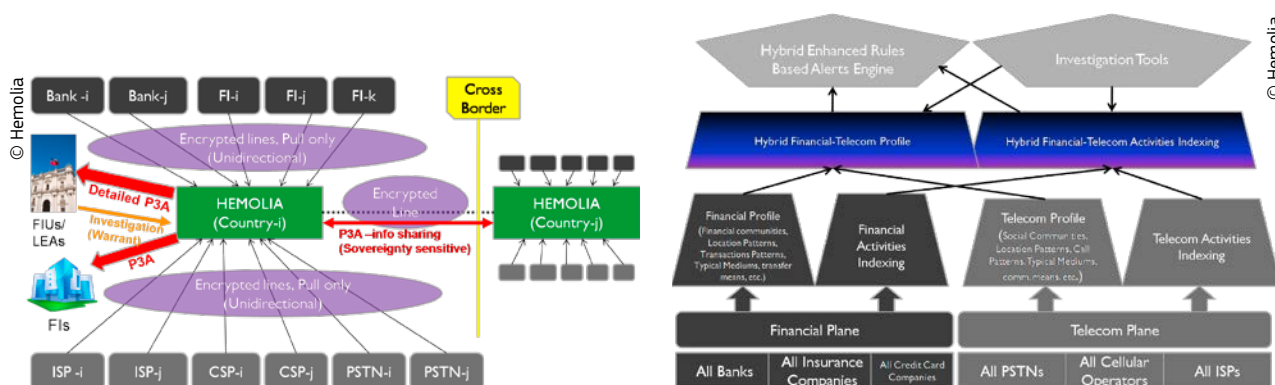 © Hemolia
Bank -i
Bank-j
FI-i
FI-j
FI-k
Cross
Border
Encrypted lines, Pull only
(Unidirectional)
Detailed P3A
FIUs/
LEAs
Investigation
(Warrant)
P3A
FIs
HEMOLIA
(Country-i)
Encrypted
Line
P3A –info sharing
(Sovereignty sensitive)
HEMOLIA
(Country-j)
Encrypted lines, Pull only
(Unidirectional)
ISP -i
ISP-j
CSP-i
CSP-j
PSTN-i
PSTN-j
© Hemolia
Hybrid Enhanced Rules
Based Alerts Engine
Investigation Tools
Hybrid Financial-Telecom Profile
Hybrid Financial-Telecom Activities Indexing
Financial Profile
(Financial communities,
Location Patterns,
Transactions Patterns,
Typical Mediums, transfer
means, etc.)
Financial
Activities
Indexing
Telecom Profile
(Social Communities,
Location Patterns, Call
Patterns, Typical Mediums,
comm. means, etc.)
Telecom Activities
Indexing
Financial Plane
Telecom Plane
All Banks
All Insurance
Companies
All Credit Card
Companies
All PSTNs
All Cellular
Operators
All ISPs